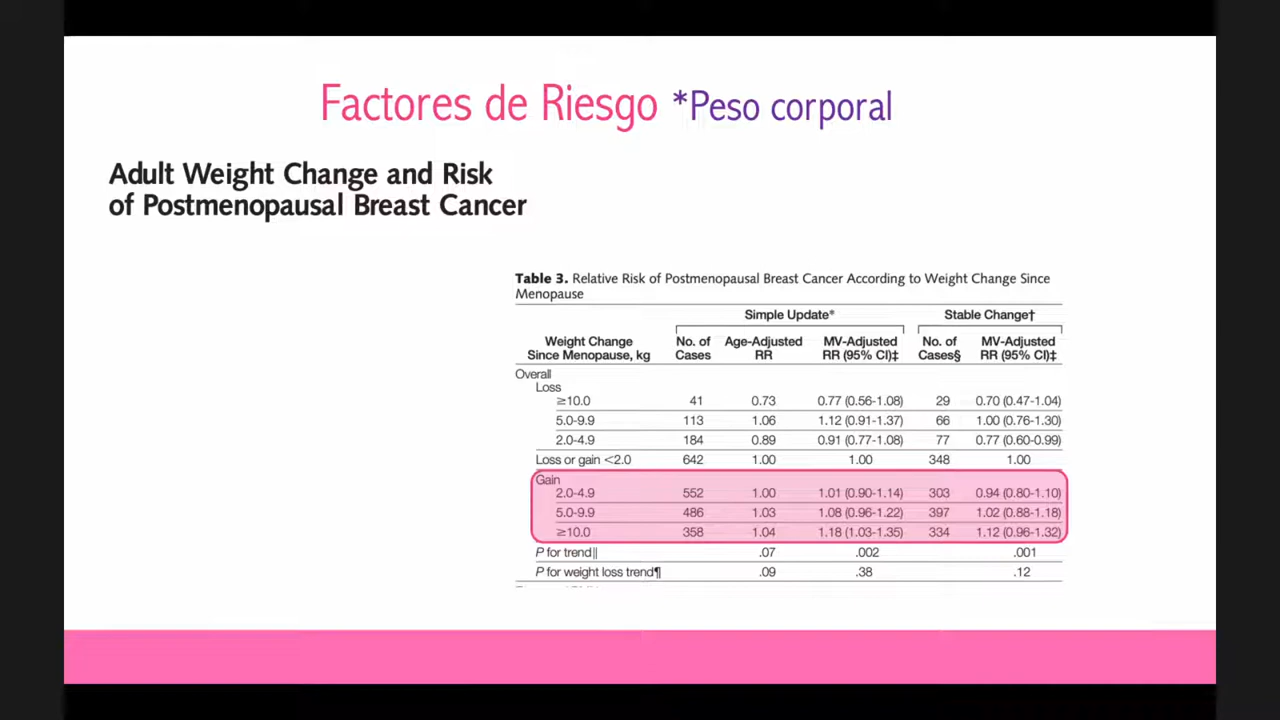 Factores de Riesgo *Peso corporal
Adult Weight Change and Risk
of Postmenopausal Breast Cancer
Table 3. Relative Risk of Postmenopausal Breast Cancer According to Weight Change Since
Menopause
Simple Update* Stable Change†
Weight Change No. of Age-Adjusted MV-Adjusted No. of MV-Adjusted
Since Menopause, kg Cases RR RR (95% CI)‡ Cases§ RR (95% CI)‡
Overall
Loss
≥10.0 41 0.73 0.77 (0.56-1.08) 29 0.70 (0.47-1.04)
5.0-9.9 113 1.06 1.12 (0.91-1.37) 66 1.00 (0.76-1.30)
2.0-4.9 184 0.89 0.91 (0.77-1.08) 77 0.77 (0.60-0.99)
Loss or gain <2.0 642 1.00 1.00 348 1.00
Gain
2.0-4.9 552 1.00 1.01 (0.90-1.14) 303 0.94 (0.80-1.10)
5.0-9.9 486 1.03 1.08 (0.96-1.22) 397 1.02 (0.88-1.18)
≥10.0 358 1.04 1.18 (1.03-1.35) 334 1.12 (0.96-1.32)
P for trend|| .07 .002 .001
P for weight loss trend¶ .09 .38 .12